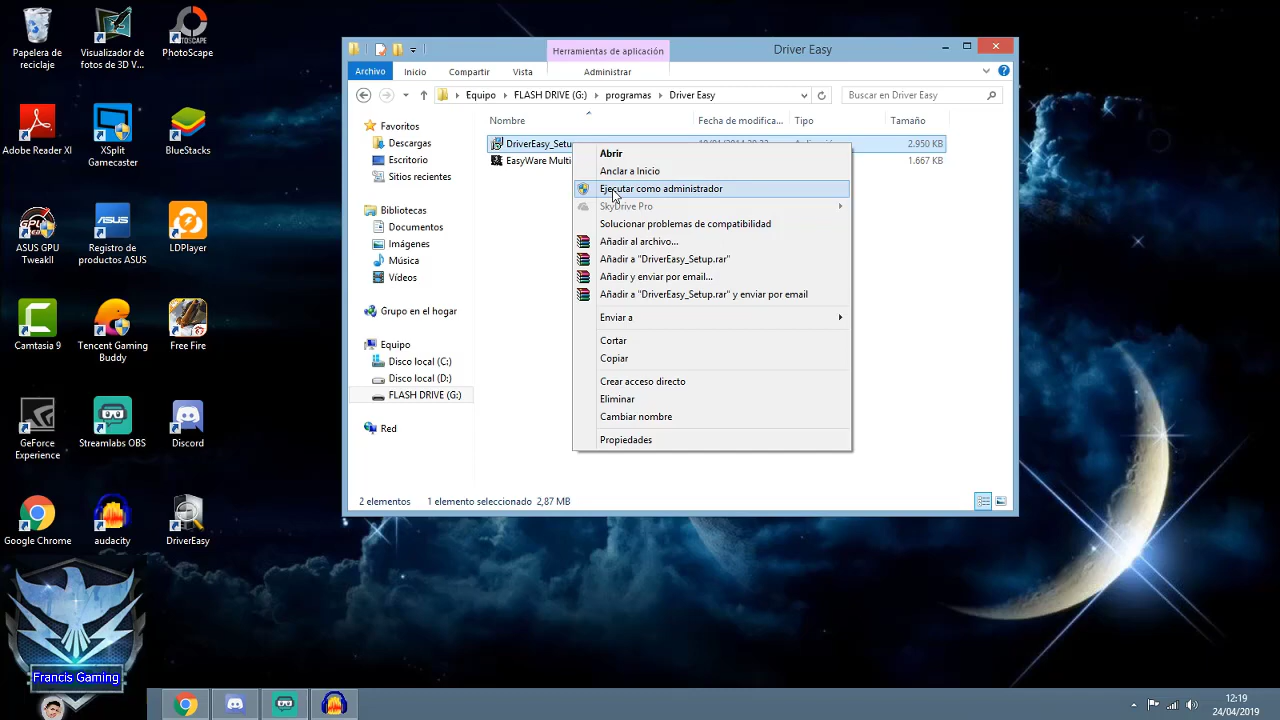 Papelera de
reciclaje
Visualizador de
fotos de 3D V...
PhotoScape
Adobe Reader XI
XSplit
Gamecaster
BlueStacks
ASUS GPU
TweakII
Registro de
productos ASUS
LDPlayer
Camtasia 9
Tencent Gaming
Buddy
Free Fire
GeForce
Experience
Streamlabs OBS
Discord
Google Chrome
audacity
DriverEasy
Francis Gaming
Herramientas de aplicación
Driver Easy
Archivo
Inicio
Compartir
Vista
Administrar
Equipo
FLASH DRIVE (G:)
programas
Driver Easy
Buscar en Driver Easy
Nombre
Fecha de modifica...
Tipo
Tamaño
DriverEasy_Setu
2.950 KB
EasyWare Multi
1.667 KB
Favoritos
Descargas
Escritorio
Sitios recientes
Bibliotecas
Documentos
Imágenes
Música
Vídeos
Grupo en el hogar
Equipo
Disco local (C:)
Disco local (D:)
FLASH DRIVE (G:)
Red
Abrir
Anclar a Inicio
Ejecutar como administrador
SkyDrive Pro
Solucionar problemas de compatibilidad
Añadir al archivo...
Añadir a "DriverEasy_Setup.rar"
Añadir y enviar por email...
Añadir a "DriverEasy_Setup.rar" y enviar por email
Enviar a
Cortar
Copiar
Crear acceso directo
Eliminar
Cambiar nombre
Propiedades
2 elementos
1 elemento seleccionado 2,87 MB
12:19
24/04/2019